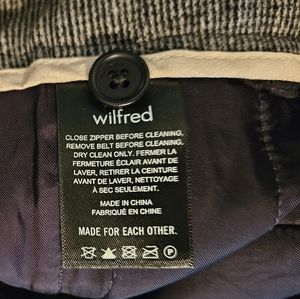 wilfred
CLOSE ZIPPER BEFORE CLEANING,
REMOVE BELT BEFORE CLEANING,
DRY CLEAN ONLY. FERMER LA
FERMETURE ÉCLAIR AVANT DE
LAVER, RETIRER LA CEINTURE
AVANT DE LAVER, NETTOYAGE
À SEC SEULEMENT.
MADE IN CHINA
FABRIQUÉ EN CHINE
MADE FOR EACH OTHER.
P